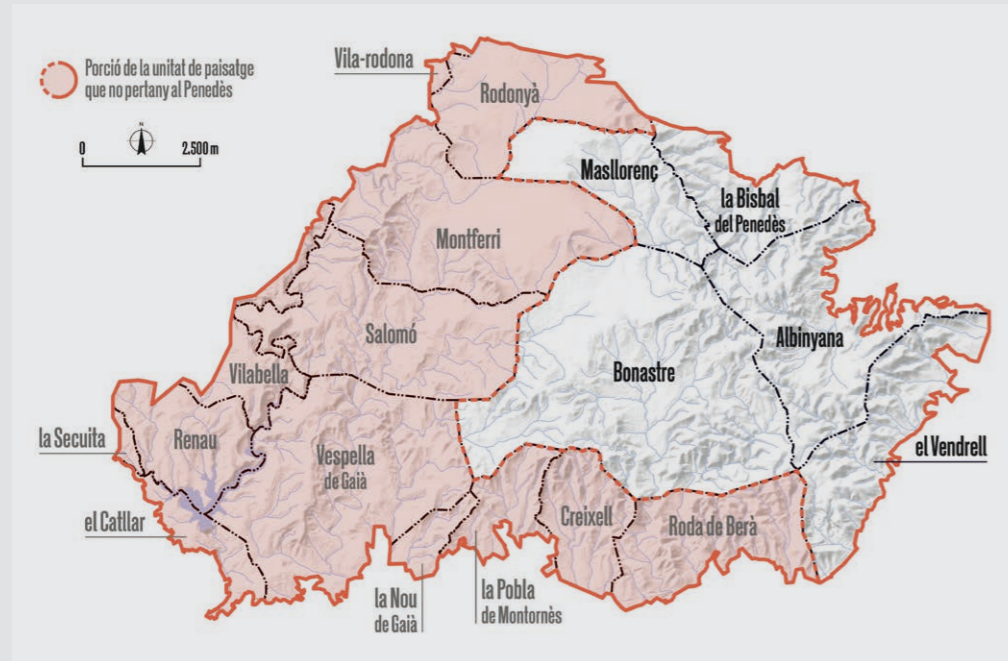 Vila-rodona
Porció de la unitat de paisatge
que no pertany al Penedès
Rodonyà
N
0 2.500 m
Masllorenç
la Bisbal
del Penedès
Montferri
Salomó
Albinyana
Vilabella
Bonastre
la Secuita
Renau
Vespella
de Gaià
el Vendrell
el Catllar
Creixell
Roda de Berà
la Nou
de Gaià
la Pobla
de Montornès